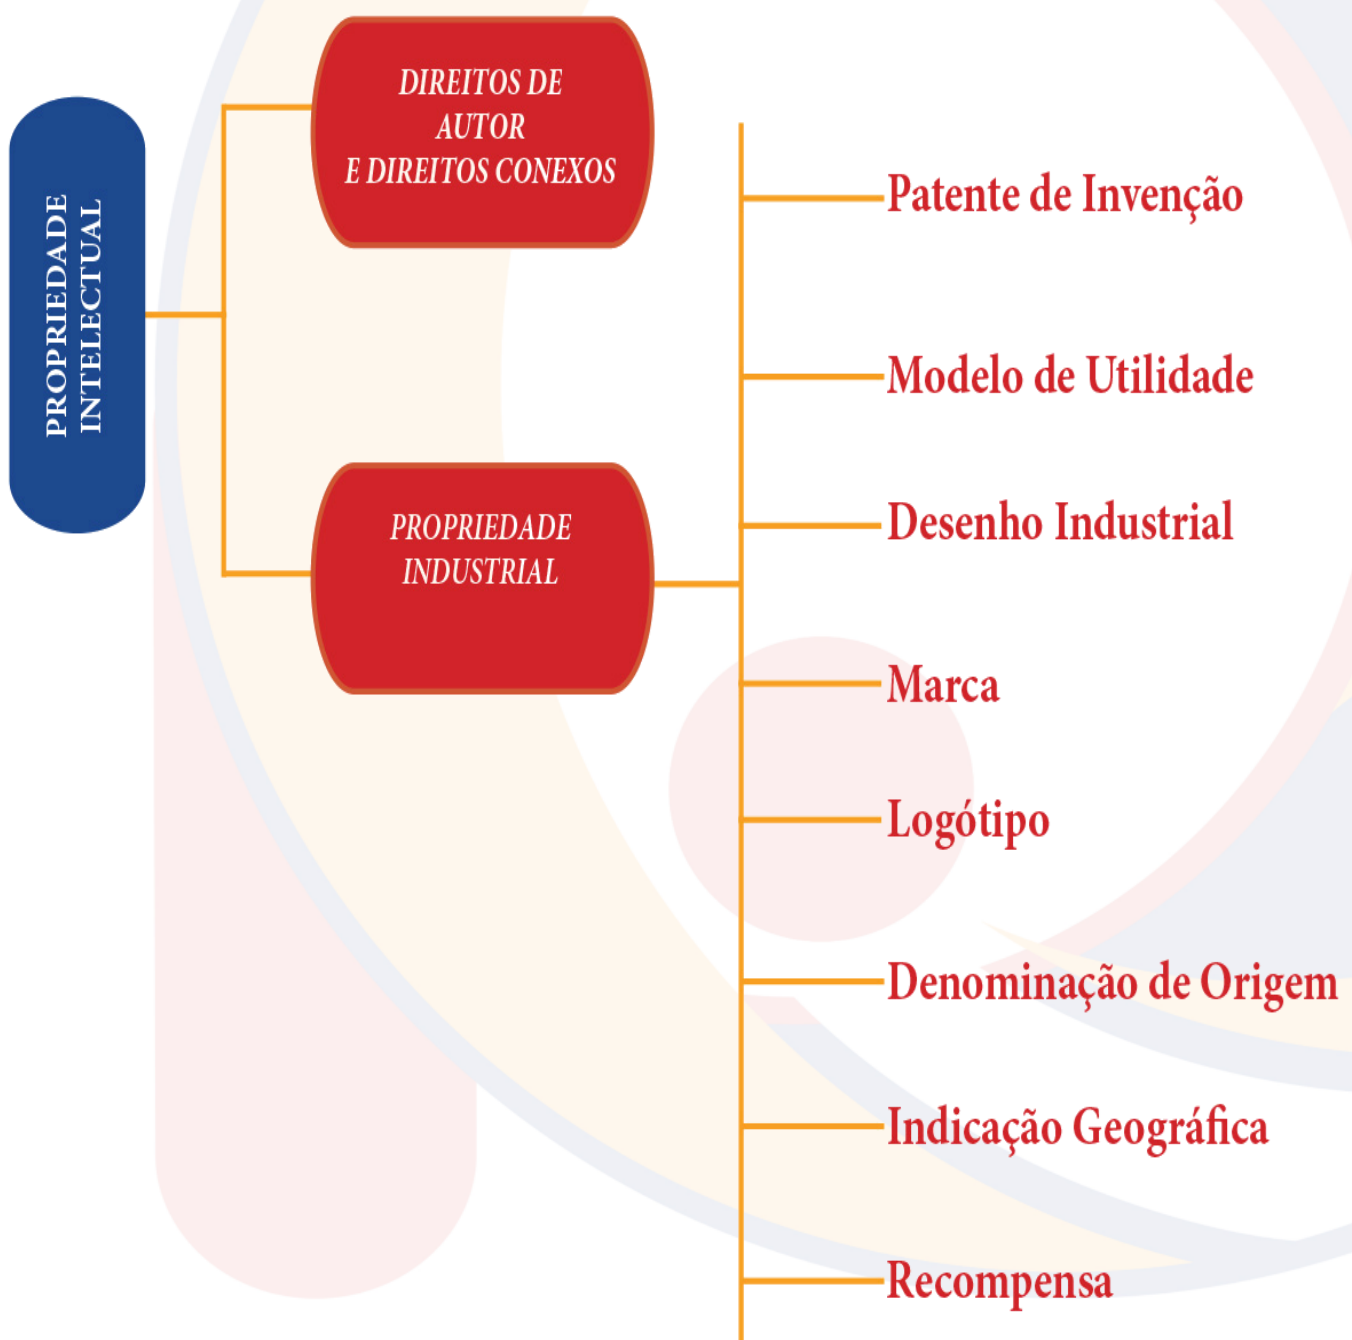 PROPRIEDADE
INTELECTUAL
DIREITOS DE
AUTOR
E DIREITOS CONEXOS
PROPRIEDADE
INDUSTRIAL
Patente de Invenção
Modelo de Utilidade
Desenho Industrial
Marca
Logótipo
Denominação de Origem
Indicação Geográfica
Recompensa